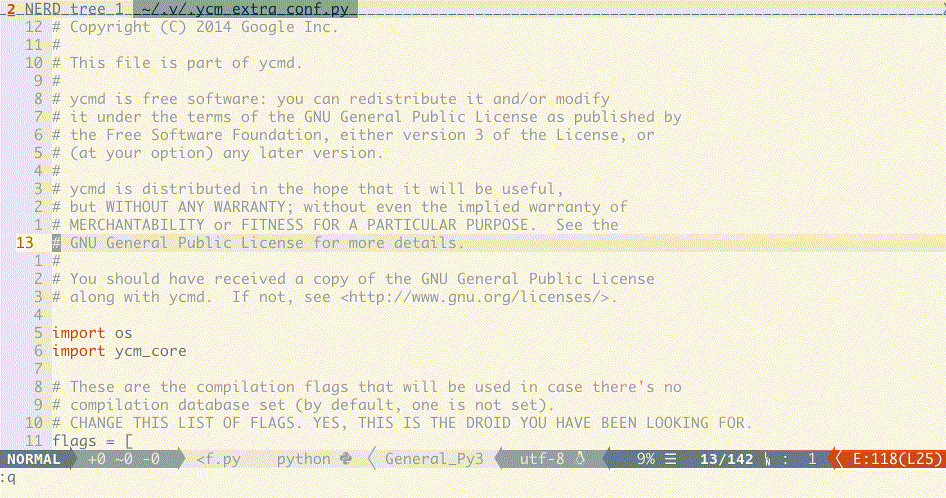 2 NERD_tree_1  ~/.v/.ycm_extra_conf.py
12 # Copyright (C) 2014 Google Inc.
11 #
10 # This file is part of ycmd.
9 #
8 # ycmd is free software: you can redistribute it and/or modify
7 # it under the terms of the GNU General Public License as published by
6 # the Free Software Foundation, either version 3 of the License, or
5 # (at your option) any later version.
4 #
3 # ycmd is distributed in the hope that it will be useful,
2 # but WITHOUT ANY WARRANTY; without even the implied warranty of
1 # MERCHANTABILITY or FITNESS FOR A PARTICULAR PURPOSE.  See the
13 # GNU General Public License for more details.
1 #
2 # You should have received a copy of the GNU General Public License
3 # along with ycmd.  If not, see <http://www.gnu.org/licenses/>.
4
5 import os
6 import ycm_core
7
8 # These are the compilation flags that will be used in case there's no
9 # compilation database set (by default, one is not set).
10 # CHANGE THIS LIST OF FLAGS. YES, THIS IS THE DROID YOU HAVE BEEN LOOKING FOR.
11 flags = [
NORMAL +0 ~0 -0 <f.py python General_Py3 utf-8 9% ☰ 13/142 : 1 E:118(L25)
:q